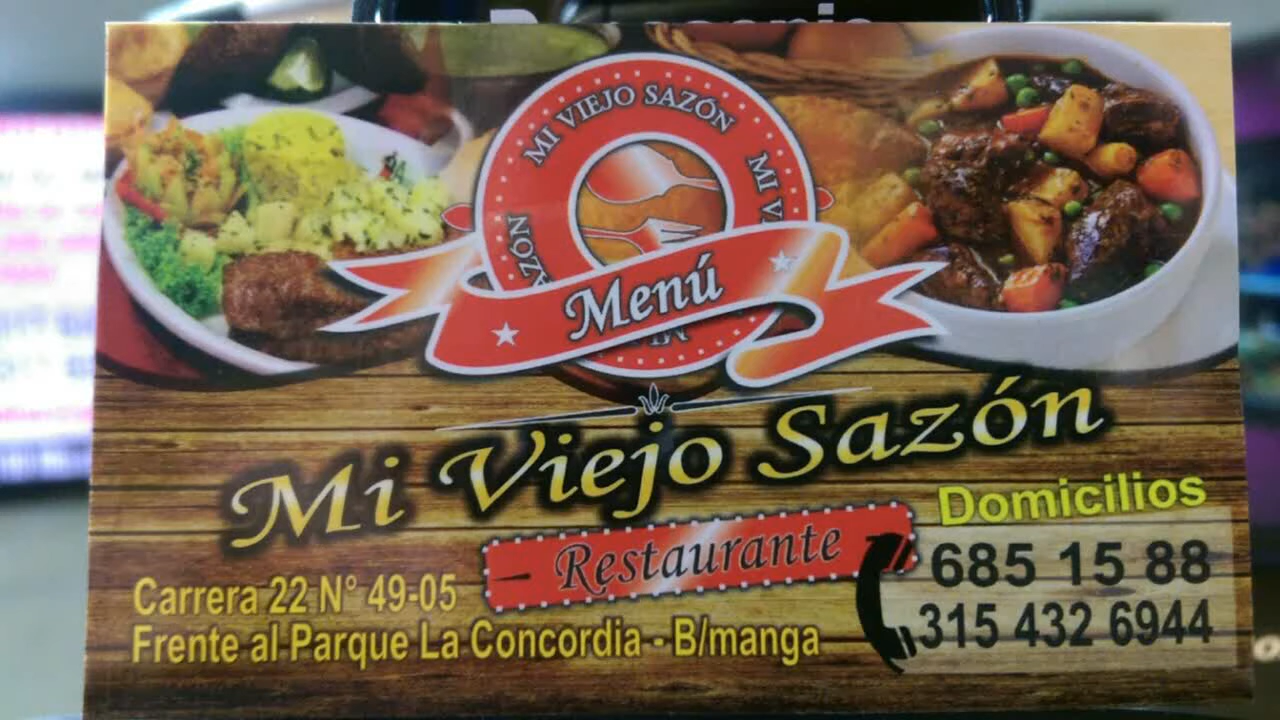 MI VIEJO SAZÓN
Menú
Mi Viejo Sazón
Restaurante
Domicilios
685 15 88
315 432 6944
Carrera 22 N° 49-05
Frente al Parque La Concordia - B/manga